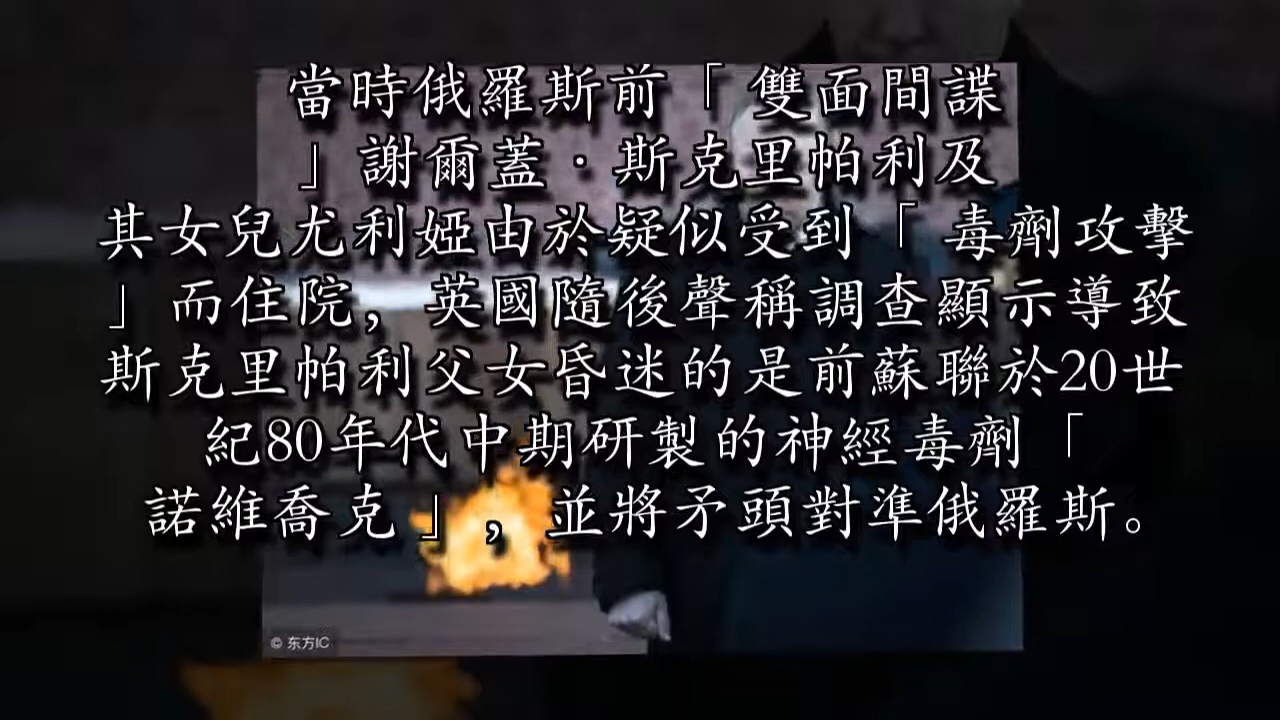 當時俄羅斯前「雙面間諜
」謝爾蓋·斯克里帕利及
其女兒尤利婭由於疑似受到「毒劑攻擊
」而住院，英國隨後聲稱調查顯示導致
斯克里帕利父女昏迷的是前蘇聯於20世
紀80年代中期研製的神經毒劑「
諾維喬克」，並將矛頭對準俄羅斯。
© 东方IC